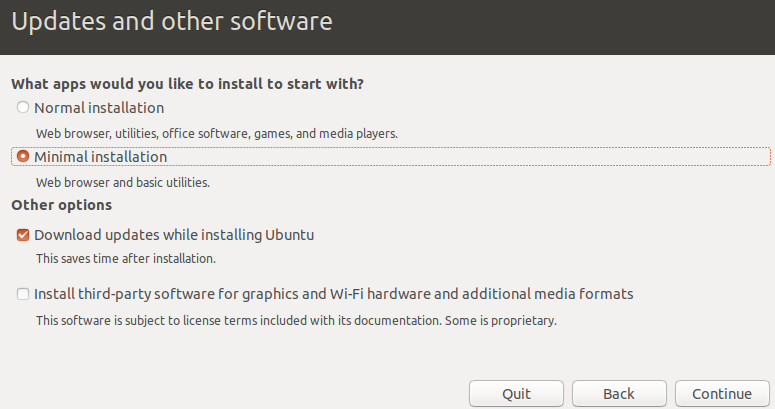 Updates and other software
What apps would you like to install to start with?
Normal installation
Web browser, utilities, office software, games, and media players.
Minimal installation
Web browser and basic utilities.
Other options
Download updates while installing Ubuntu
This saves time after installation.
Install third-party software for graphics and Wi-Fi hardware and additional media formats
This software is subject to license terms included with its documentation. Some is proprietary.
Quit Back Continue